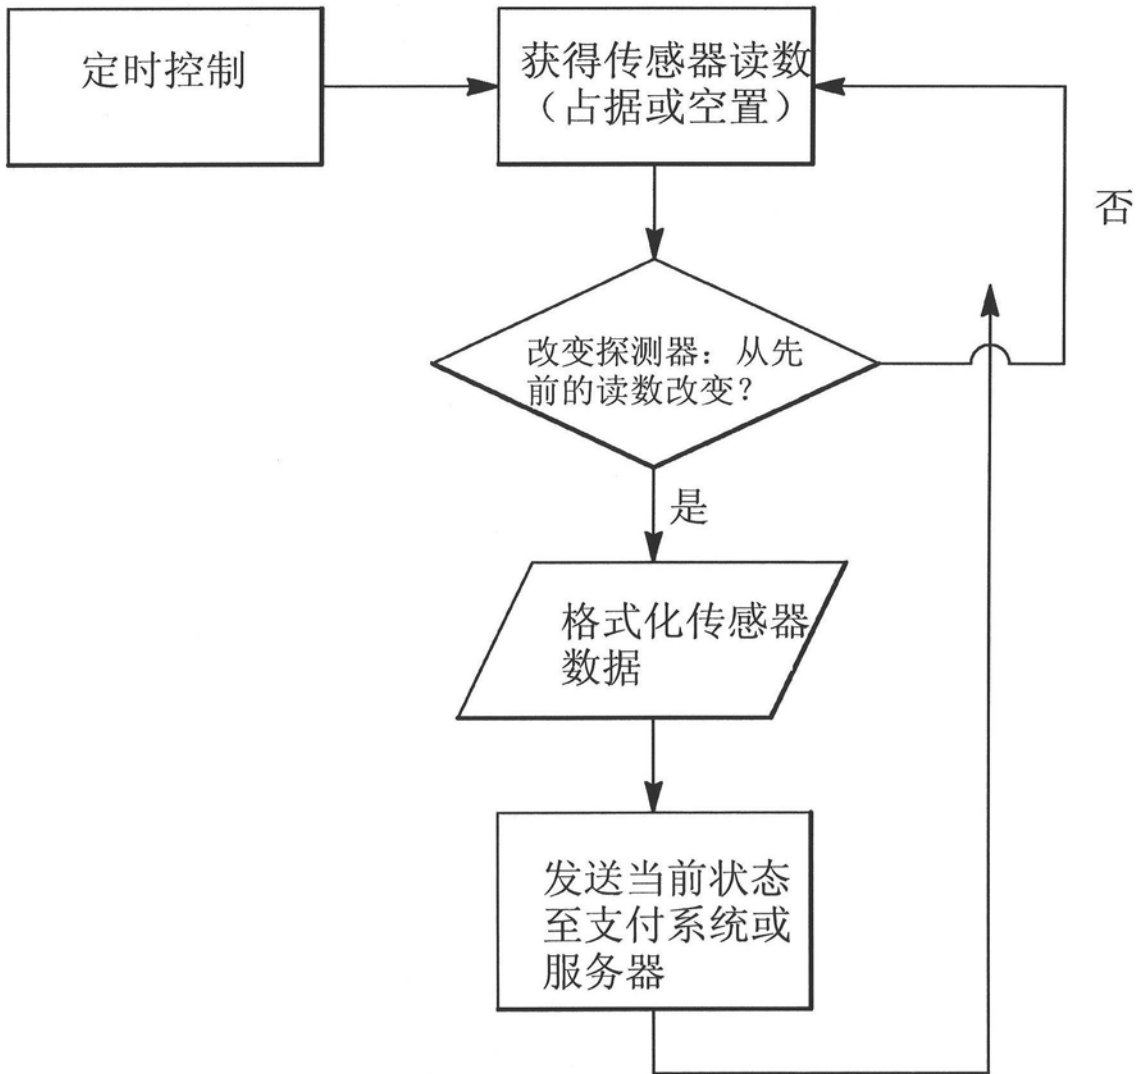 定时控制
获得传感器读数
（占据或空置）
否
改变探测器：从先
前的读数改变？
是
格式化传感器
数据
发送当前状态
至支付系统或
服务器